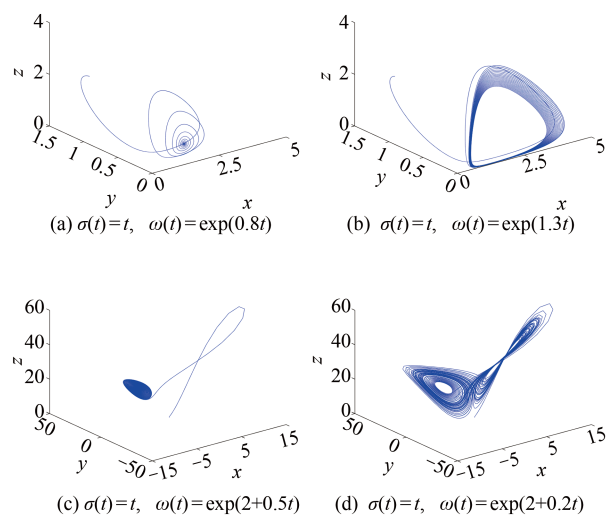 4
2
0
z
1.5
1
0.5
0
y
0
2.5
5
x
(a) σ(t)=t, ω(t)=exp(0.8t)
4
2
0
z
1.5
1
0.5
0
y
0
2.5
5
x
(b) σ(t)=t, ω(t)=exp(1.3t)
60
40
20
0
z
50
0
−50
y
−15
−5
5
15
x
(c) σ(t)=t, ω(t)=exp(2+0.5t)
60
40
20
0
z
50
0
−50
y
−15
−5
5
15
x
(d) σ(t)=t, ω(t)=exp(2+0.2t)